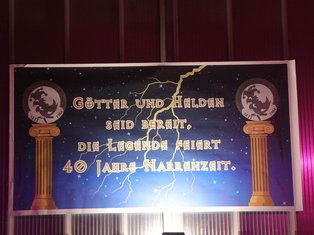 Götter und Helden
seid bereit,
die Legende feiert
40 Jahre Narrenzeit.